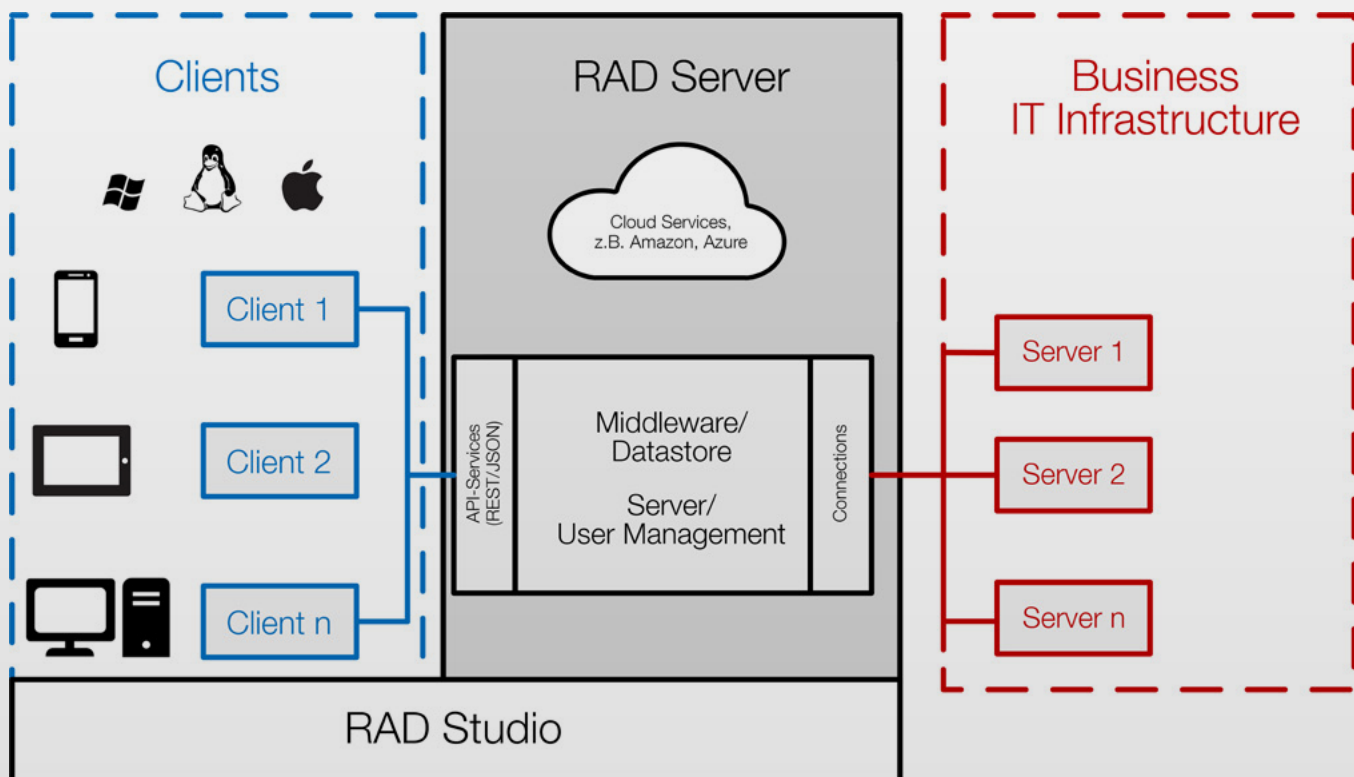 Clients
RAD Server
Business
IT Infrastructure
Cloud Services,
z.B. Amazon, Azure
Client 1
Client 2
Client n
API-Services
(REST/JSON)
Middleware/
Datastore
Server/
User Management
Connections
Server 1
Server 2
Server n
RAD Studio